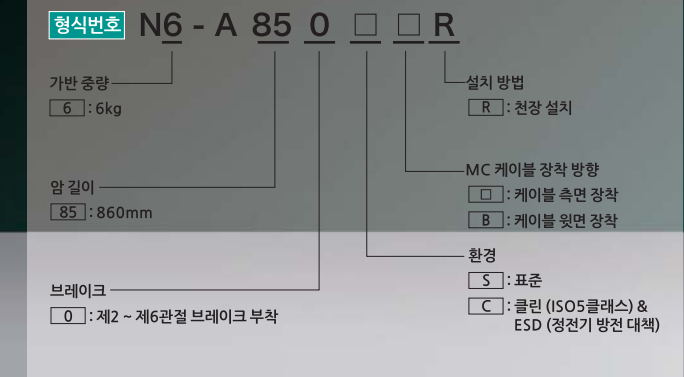 형식번호 N6 - A 85 0 □ □ R
가반 중량
6 : 6kg
암 길이
85 : 860mm
브레이크
0 : 제2 ~ 제6관절 브레이크 부착
설치 방법
R : 천장 설치
MC 케이블 장착 방향
□ : 케이블 측면 장착
B : 케이블 윗면 장착
환경
S : 표준
C : 클린 (ISO5클래스) &
ESD (정전기 방전 대책)